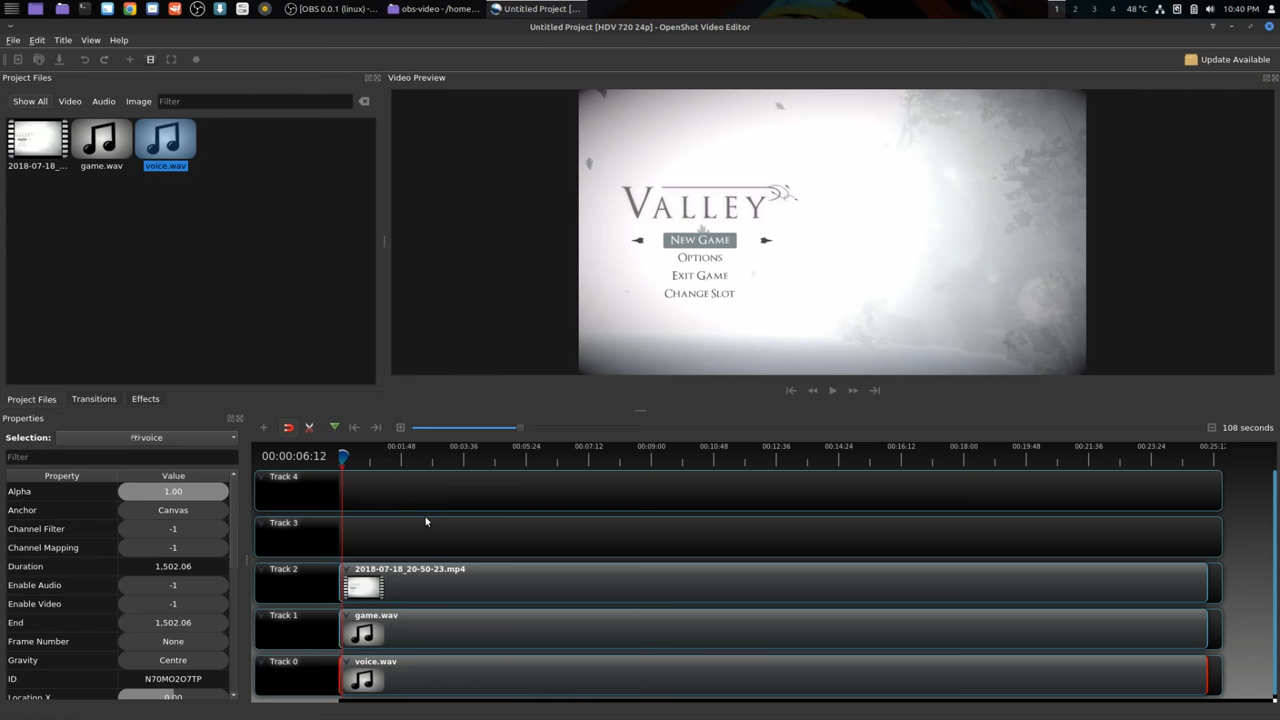 [OBS 0.0.1 (linux) -...
obs-video - /home...
Untitled Project [...
1 2 3 4 48 °C 10:40 PM
Untitled Project [HDV 720 24p] - OpenShot Video Editor
File Edit Title View Help
Update Available
Project Files
Video Preview
Show All Video Audio Image Filter
2018-07-18_... game.wav voice.wav
VALLEY
NEW GAME
OPTIONS
EXIT GAME
CHANGE SLOT
Project Files Transitions Effects
Properties
Selection: voice
108 seconds
Filter
00:00:06:12
00:01:48 00:03:36 00:05:24 00:07:12 00:09:00 00:10:48 00:12:36 00:14:24 00:16:12 00:18:00 00:19:48 00:21:36 00:23:24 00:25:1
Property Value
Alpha 1.00
Anchor Canvas
Channel Filter -1
Channel Mapping -1
Duration 1,502.06
Enable Audio -1
Enable Video -1
End 1,502.06
Frame Number None
Gravity Centre
ID N70MO2O7TP
Location X 0.00
Track 4
Track 3
Track 2 2018-07-18_20-50-23.mp4
Track 1 game.wav
Track 0 voice.wav